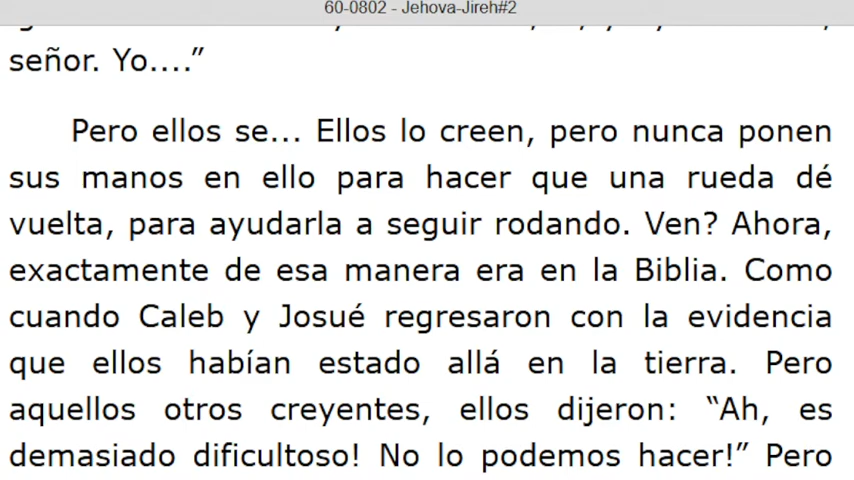 60-0802 - Jehova-Jireh#2
señor. Yo....”
Pero ellos se... Ellos lo creen, pero nunca ponen
sus manos en ello para hacer que una rueda dé
vuelta, para ayudarla a seguir rodando. Ven? Ahora,
exactamente de esa manera era en la Biblia. Como
cuando Caleb y Josué regresaron con la evidencia
que ellos habían estado allá en la tierra. Pero
aquellos otros creyentes, ellos dijeron: “Ah, es
demasiado dificultoso! No lo podemos hacer!” Pero